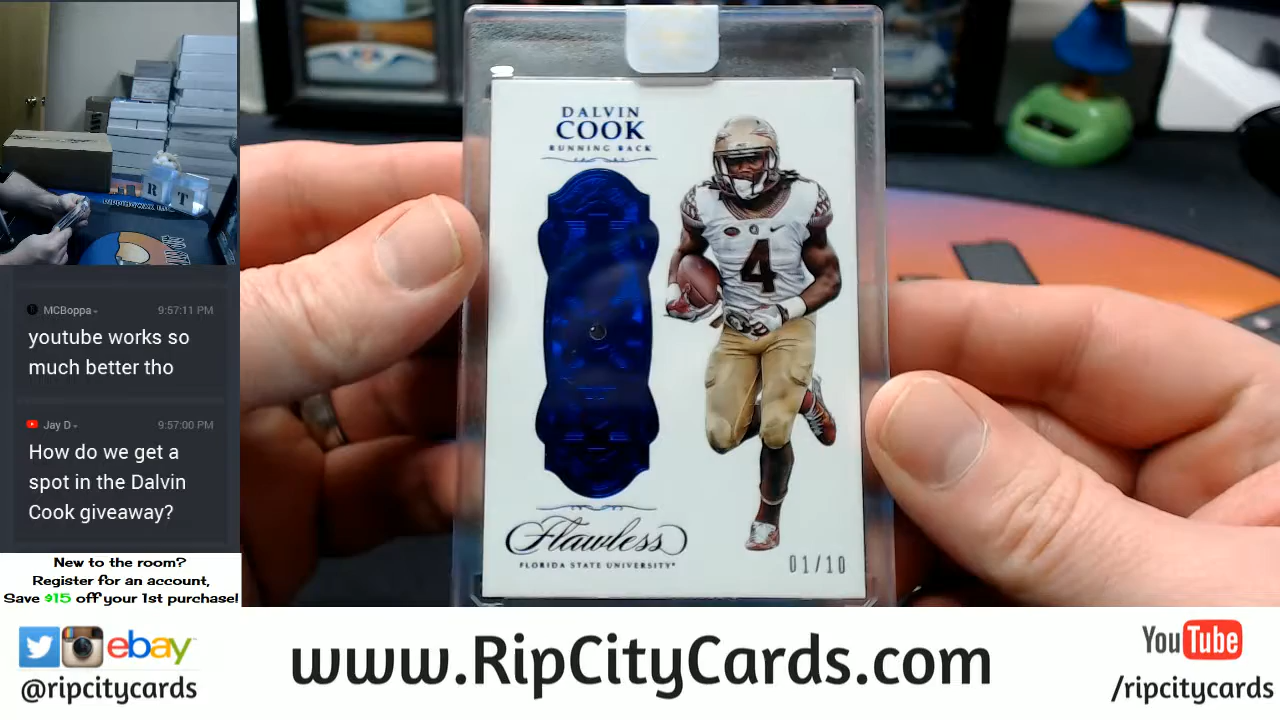 DALVIN
COOK
RUNNING BACK
4
Flawless
FLORIDA STATE UNIVERSITY
01/10
R T
MCBoppa
9:57:11 PM
youtube works so
much better tho
Jay D
9:57:00 PM
How do we get a
spot in the Dalvin
Cook giveaway?
New to the room?
Register for an account,
Save $15 off your 1st purchase!
ebay
@ripcitycards
www.RipCityCards.com
YouTube
/ripcitycards